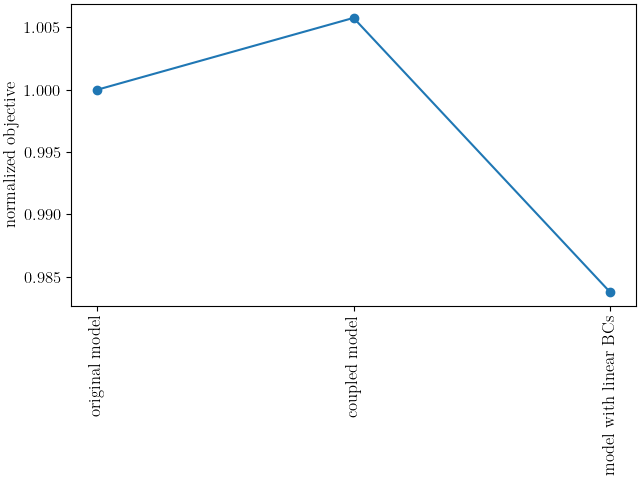 1.005
1.000
0.995
0.990
0.985
normalized objective
original model
coupled model
model with linear BCs